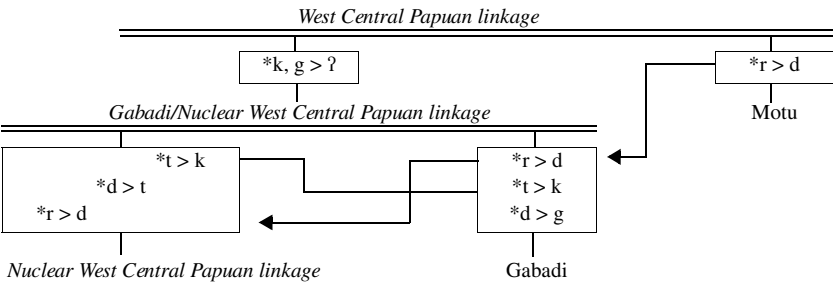 West Central Papuan linkage
*k, g > ʔ
*r > d
Gabadi/Nuclear West Central Papuan linkage
Motu
*t > k
*d > t
*r > d
*r > d
*t > k
*d > g
Nuclear West Central Papuan linkage
Gabadi